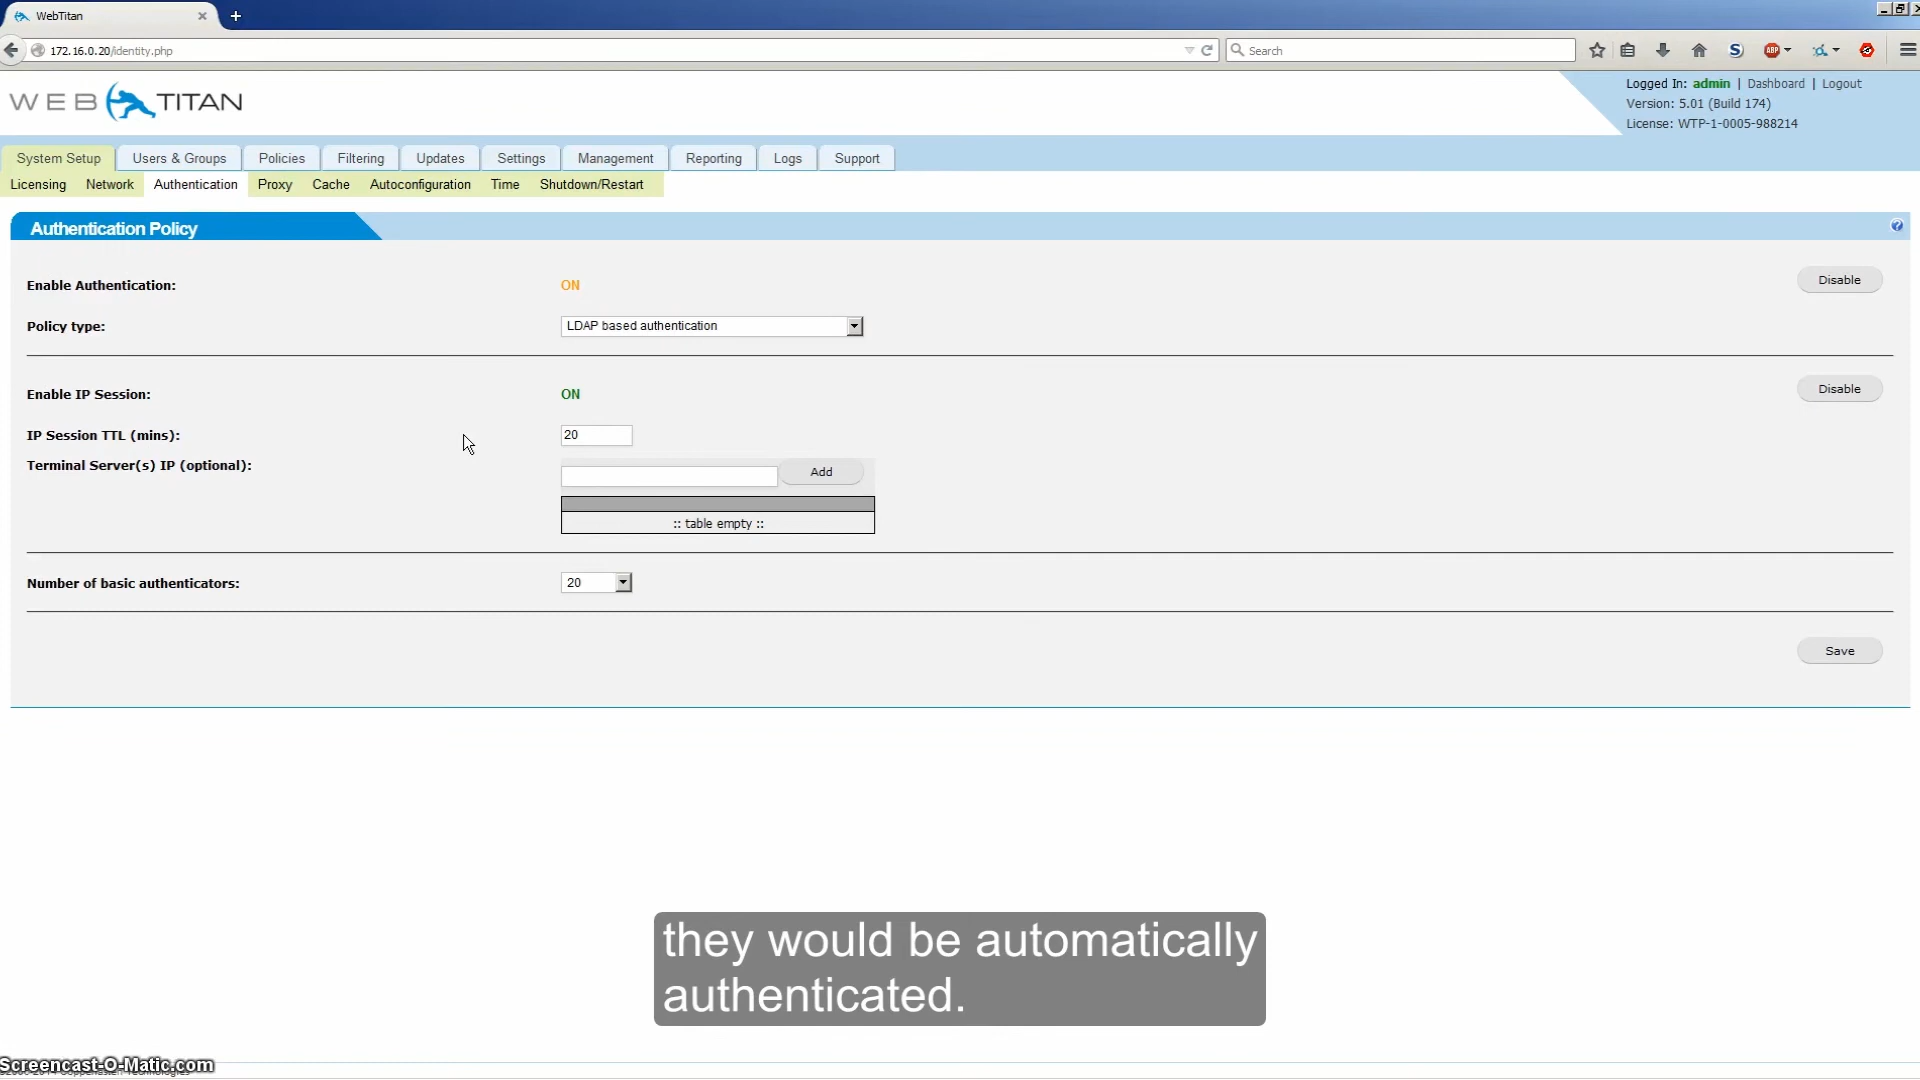 WebTitan
172.16.0.20/identity.php
Search
ABP
WEB TITAN
Logged In: admin | Dashboard | Logout
Version: 5.01 (Build 174)
License: WTP-1-0005-988214
System Setup Users & Groups Policies Filtering Updates Settings Management Reporting Logs Support
Licensing Network Authentication Proxy Cache Autoconfiguration Time Shutdown/Restart
Authentication Policy
Enable Authentication: ON Disable
Policy type: LDAP based authentication
Enable IP Session: ON Disable
IP Session TTL (mins): 20
Terminal Server(s) IP (optional): Add
:: table empty ::
Number of basic authenticators: 20
Save
they would be automatically
authenticated.
Screencast-O-Matic.com